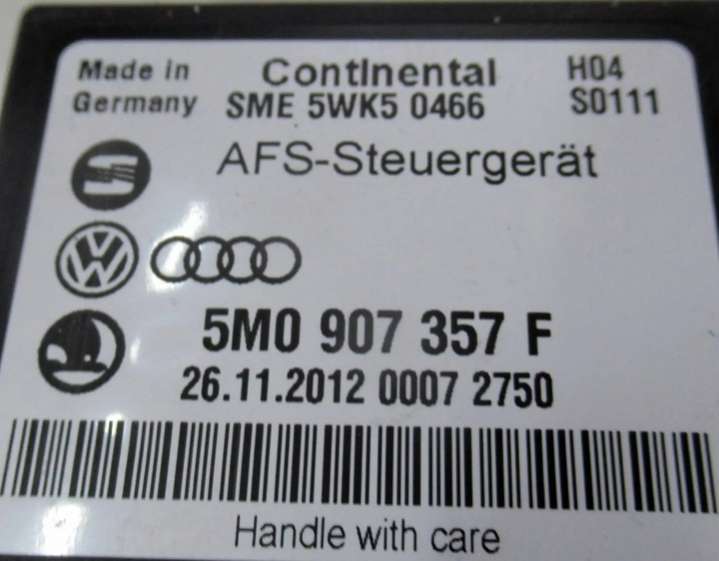 Made in Germany
Continental
H04
SME 5WK5 0466
S0111
AFS-Steuergerät
5M0 907 357 F
26.11.2012 0007 2750
Handle with care